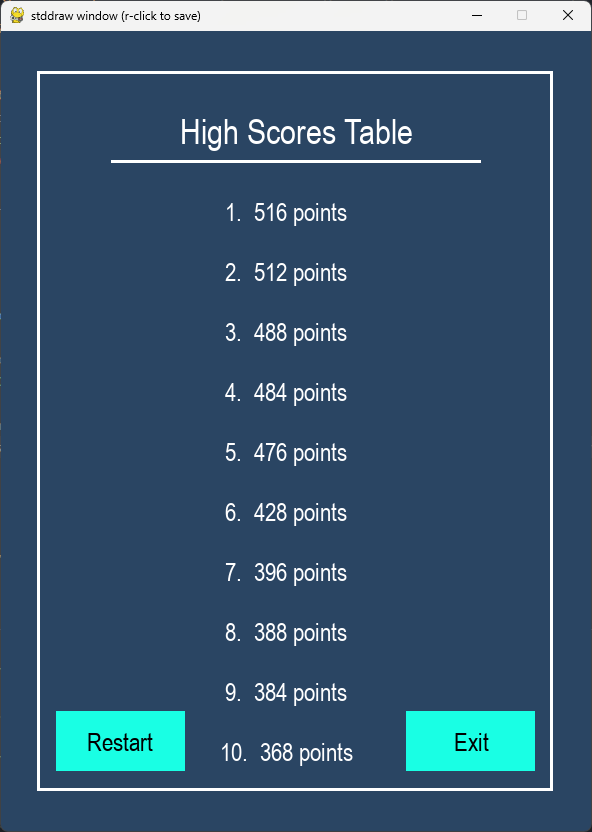 stddraw window (r-click to save)
High Scores Table
1. 516 points
2. 512 points
3. 488 points
4. 484 points
5. 476 points
6. 428 points
7. 396 points
8. 388 points
9. 384 points
10. 368 points
Restart
Exit